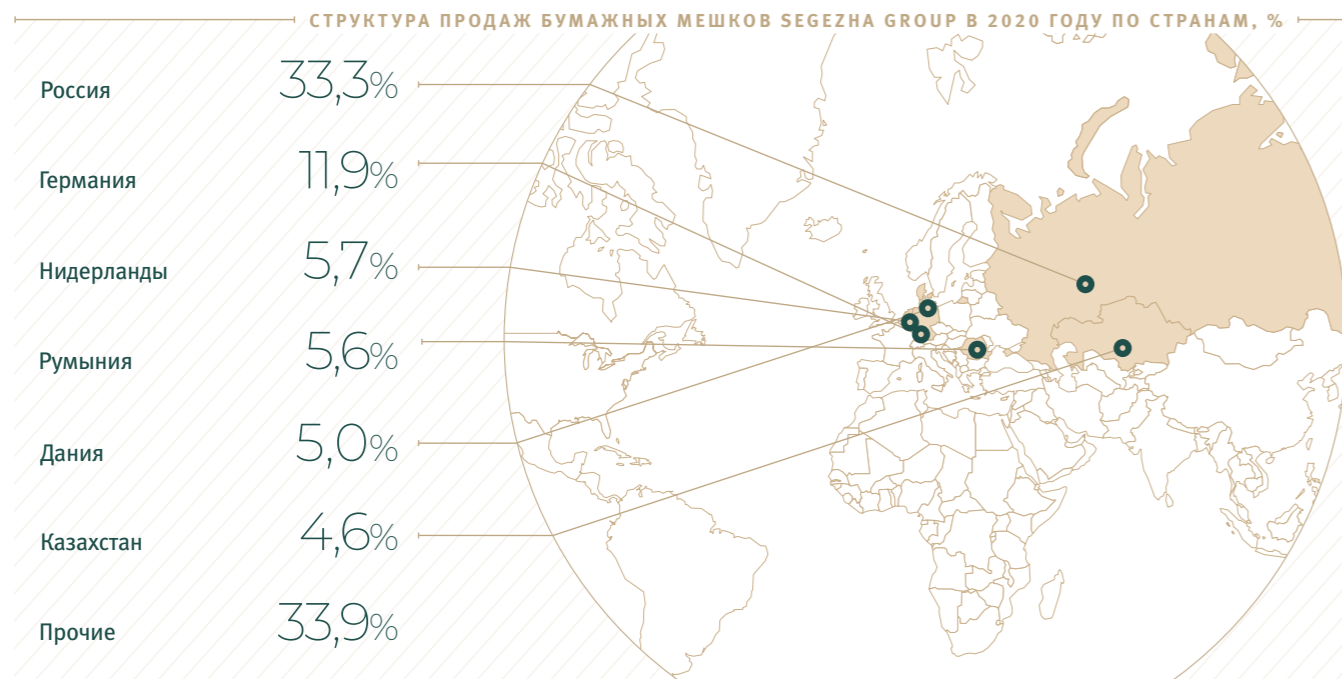 СТРУКТУРА ПРОДАЖ БУМАЖНЫХ МЕШКОВ SEGEZHA GROUP В 2020 ГОДУ ПО СТРАНАМ, %
Россия 33,3%
Германия 11,9%
Нидерланды 5,7%
Румыния 5,6%
Дания 5,0%
Казахстан 4,6%
Прочие 33,9%